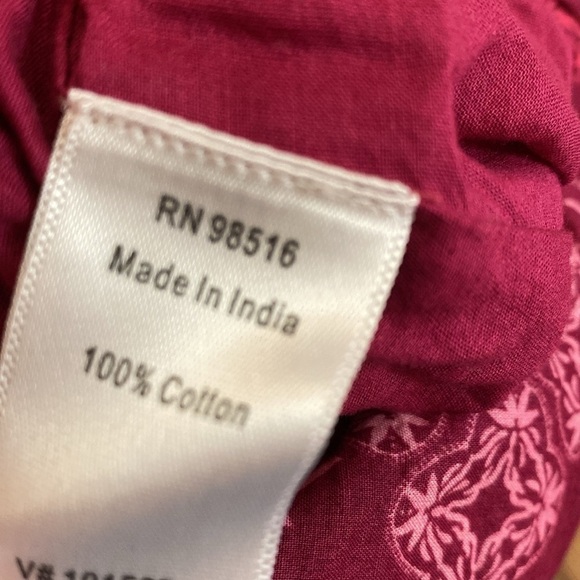 RN 98516
Made In India
100% Cotton
V#